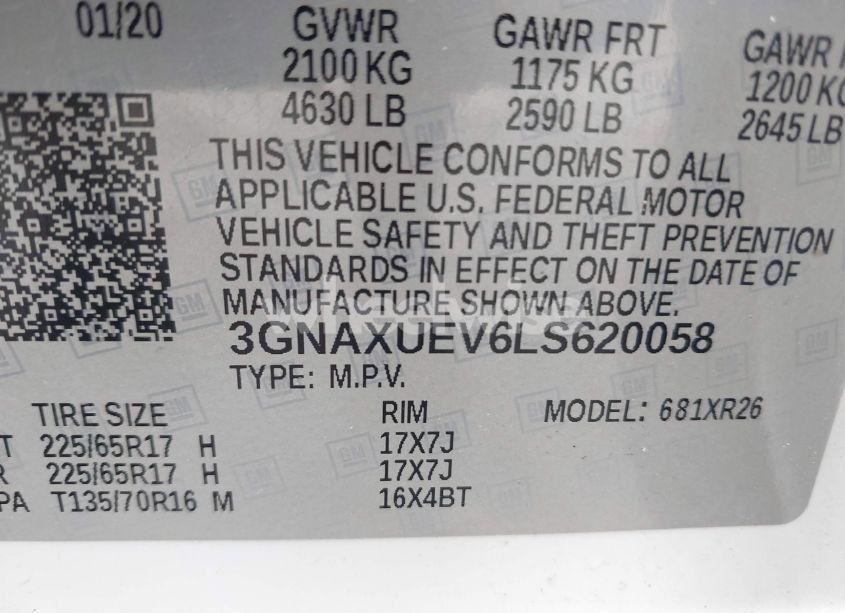 01/20 GVWR GAWR FRT GAWR
2100 KG 1175 KG 1200 KG
4630 LB 2590 LB 2645 LB
THIS VEHICLE CONFORMS TO ALL
APPLICABLE U.S. FEDERAL MOTOR
VEHICLE SAFETY AND THEFT PREVENTION
STANDARDS IN EFFECT ON THE DATE OF
MANUFACTURE SHOWN ABOVE.
3GNAXUEV6LS620058
TYPE: M.P.V.
TIRE SIZE RIM MODEL: 681XR26
T 225/65R17 H 17X7J
R 225/65R17 H 17X7J
PA T135/70R16 M 16X4BT